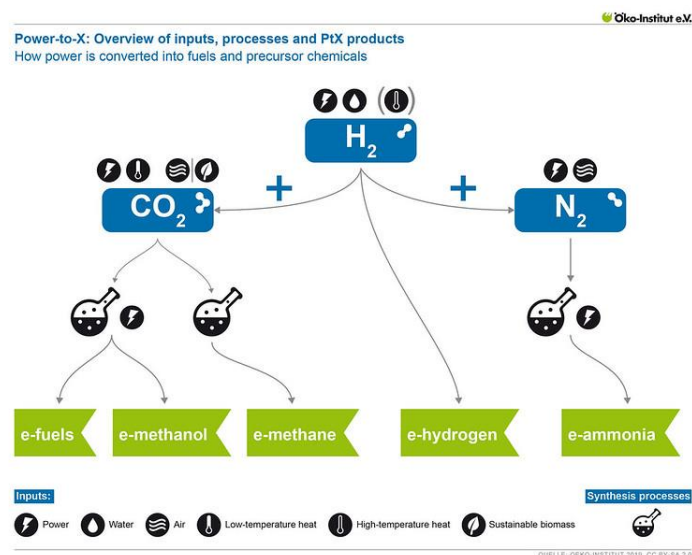 Öko-Institut e.V.
Power-to-X: Overview of inputs, processes and PtX products
How power is converted into fuels and precursor chemicals
H2
CO2
N2
e-fuels
e-methanol
e-methane
e-hydrogen
e-ammonia
Inputs:
Synthesis processes
Power
Water
Air
Low-temperature heat
High-temperature heat
Sustainable biomass